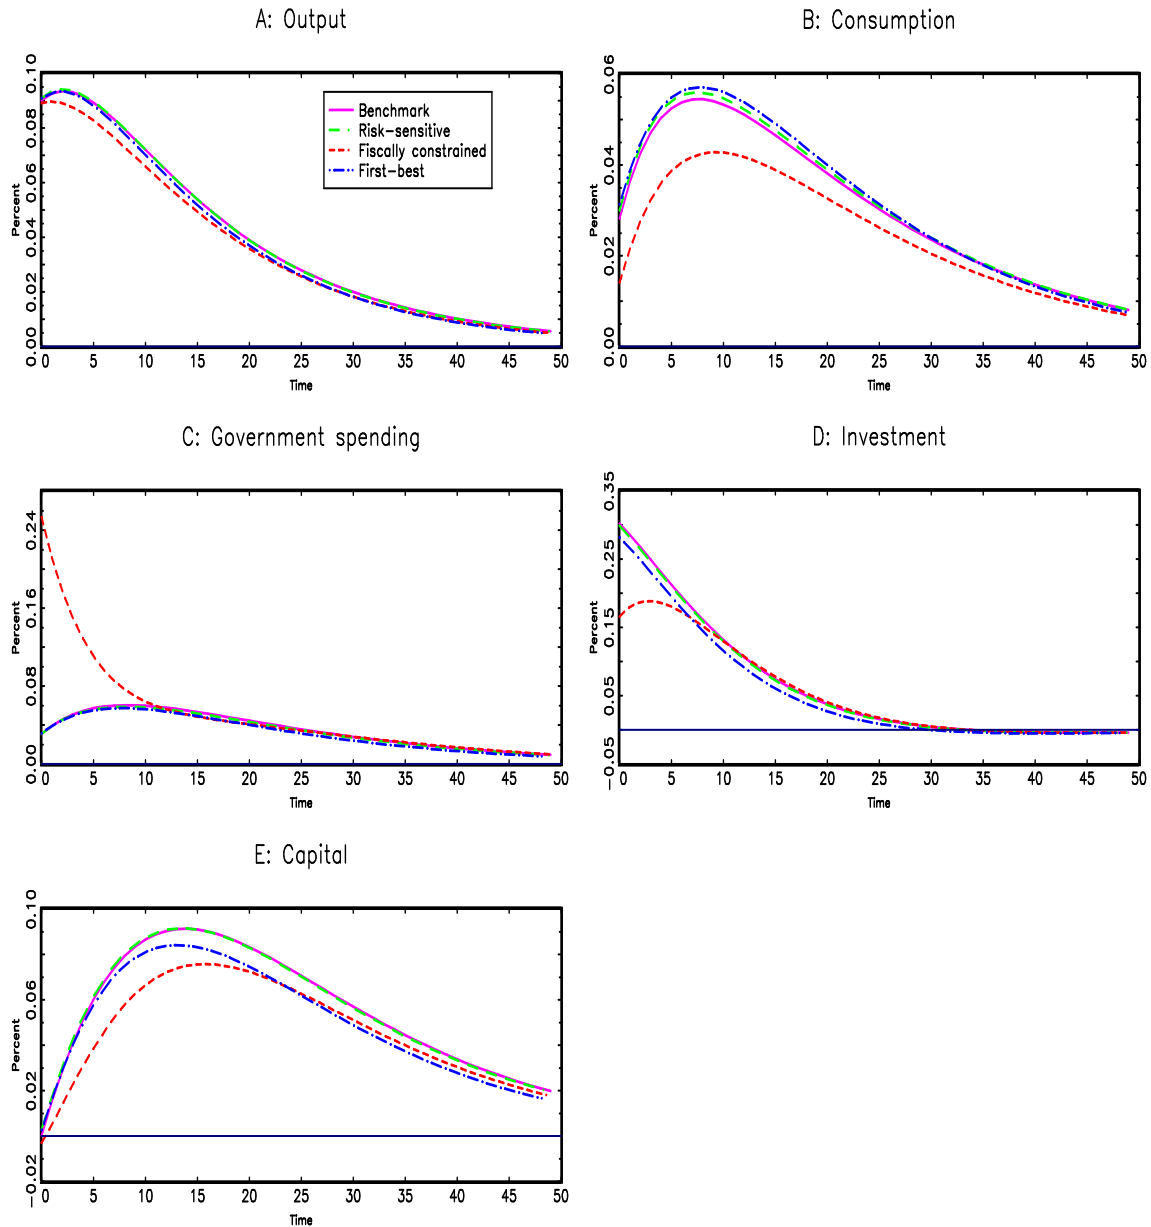 A: Output
Percent
0.00 0.02 0.04 0.06 0.08 0.10
Benchmark
Risk-sensitive
Fiscally constrained
First-best
0 5 10 15 20 25 30 35 40 45 50
Time
B: Consumption
Percent
0.00 0.02 0.04 0.06
0 5 10 15 20 25 30 35 40 45 50
Time
C: Government spending
Percent
0.00 0.08 0.16 0.24
0 5 10 15 20 25 30 35 40 45 50
Time
D: Investment
Percent
-0.05 0.05 0.15 0.25 0.35
0 5 10 15 20 25 30 35 40 45 50
Time
E: Capital
Percent
-0.02 0.02 0.06 0.10
0 5 10 15 20 25 30 35 40 45 50
Time